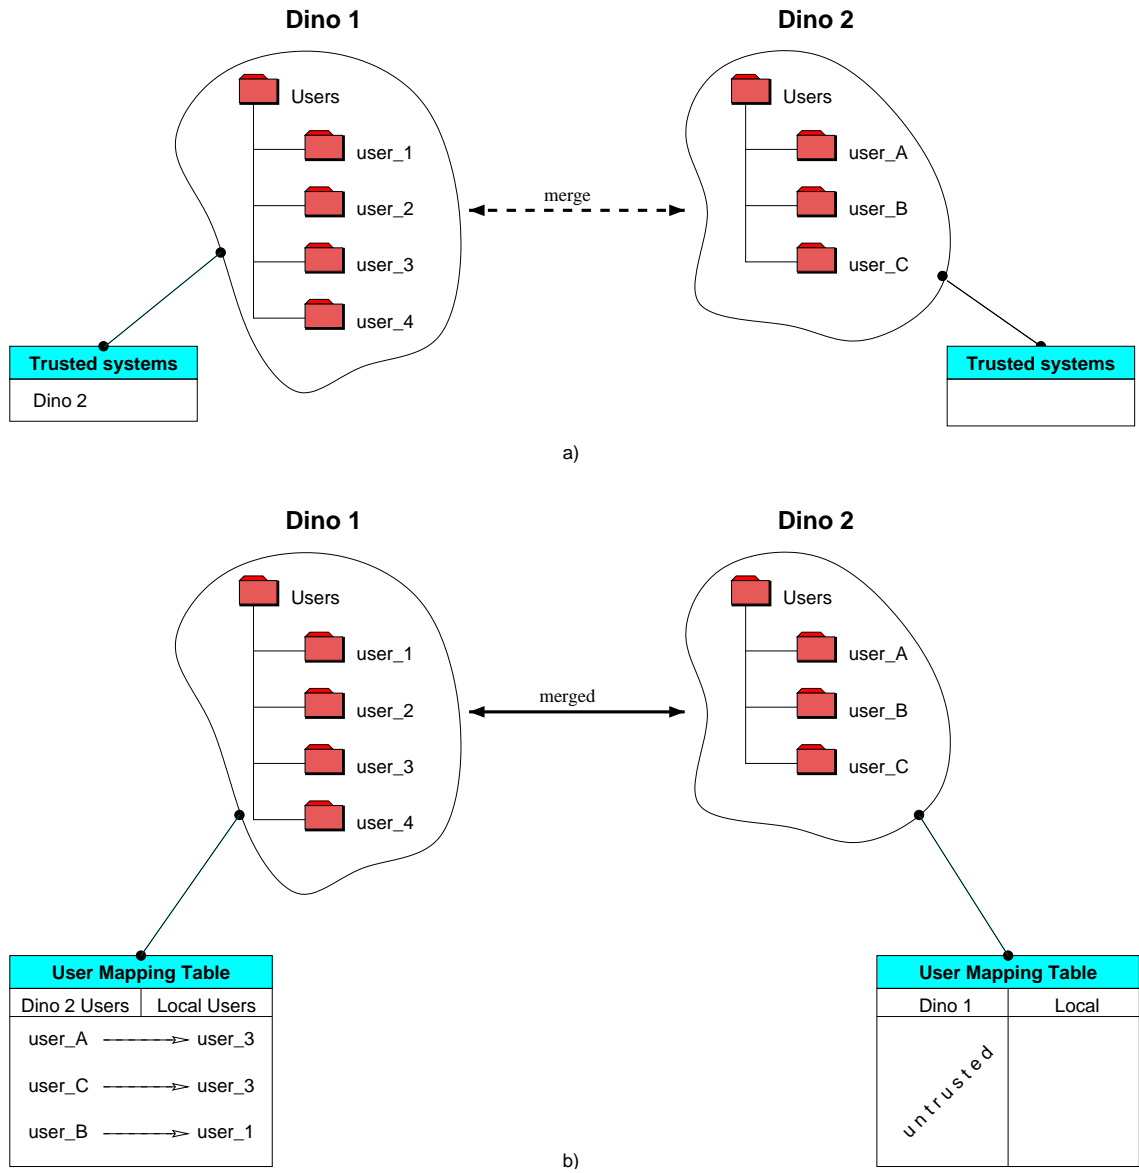 Dino 1
Dino 2
Users
user_1
user_2
user_3
user_4
merge
Users
user_A
user_B
user_C
Trusted systems
Dino 2
Trusted systems
a)
Dino 1
Dino 2
Users
user_1
user_2
user_3
user_4
merged
Users
user_A
user_B
user_C
User Mapping Table
Dino 2 Users Local Users
user_A user_3
user_C user_3
user_B user_1
User Mapping Table
Dino 1 Local
untrusted
b)